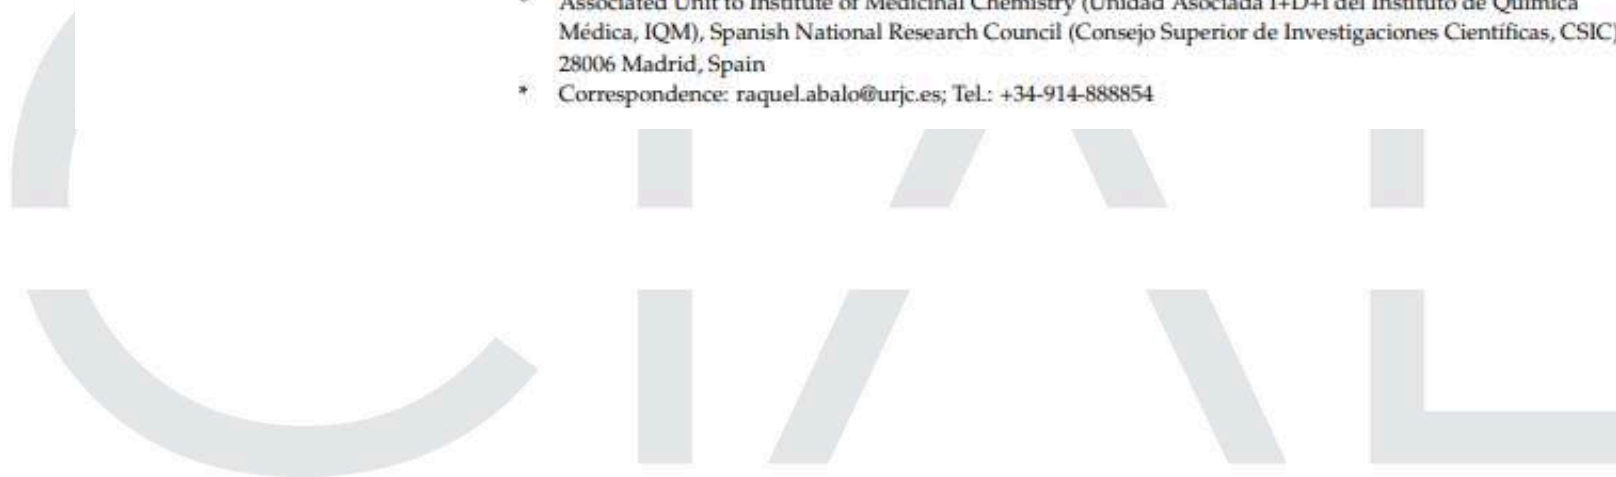 Associated Unit to Institute of Medicinal Chemistry (Unidad Asociada I+D+I del Instituto de Química
Médica, IQM), Spanish National Research Council (Consejo Superior de Investigaciones Científicas, CSIC)
28006 Madrid, Spain
* Correspondence: raquel.abalo@urjc.es; Tel.: +34-914-888854
CIAL